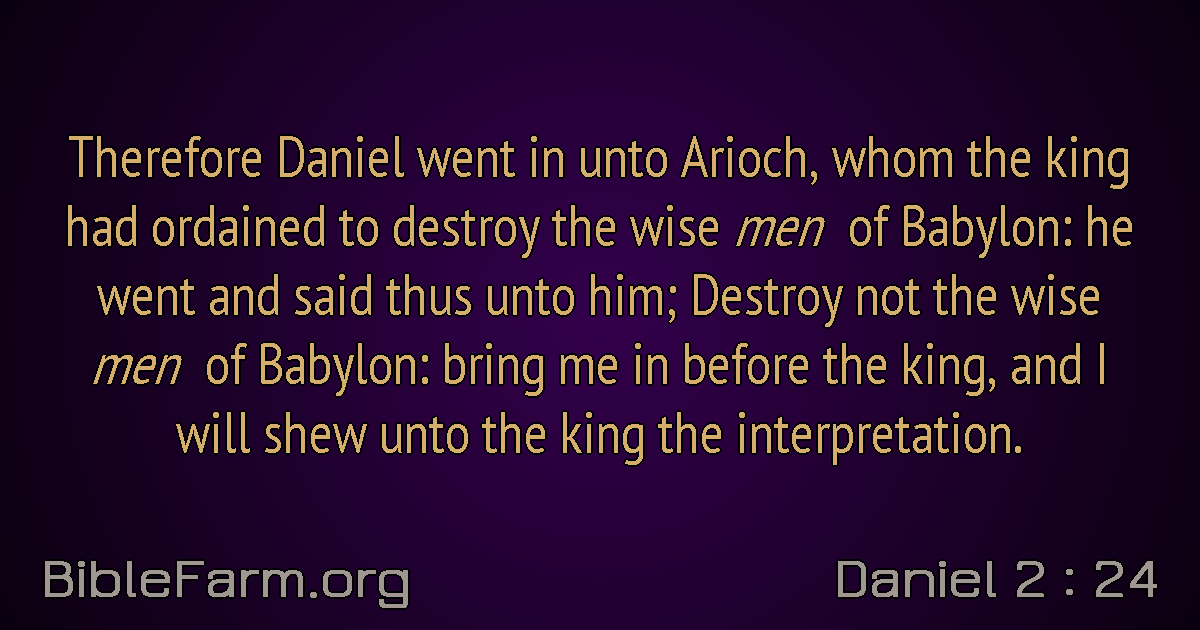 Therefore Daniel went in unto Arioch, whom the king
had ordained to destroy the wise men of Babylon: he
went and said thus unto him; Destroy not the wise
men of Babylon: bring me in before the king, and I
will shew unto the king the interpretation.
BibleFarm.org
Daniel 2 : 24